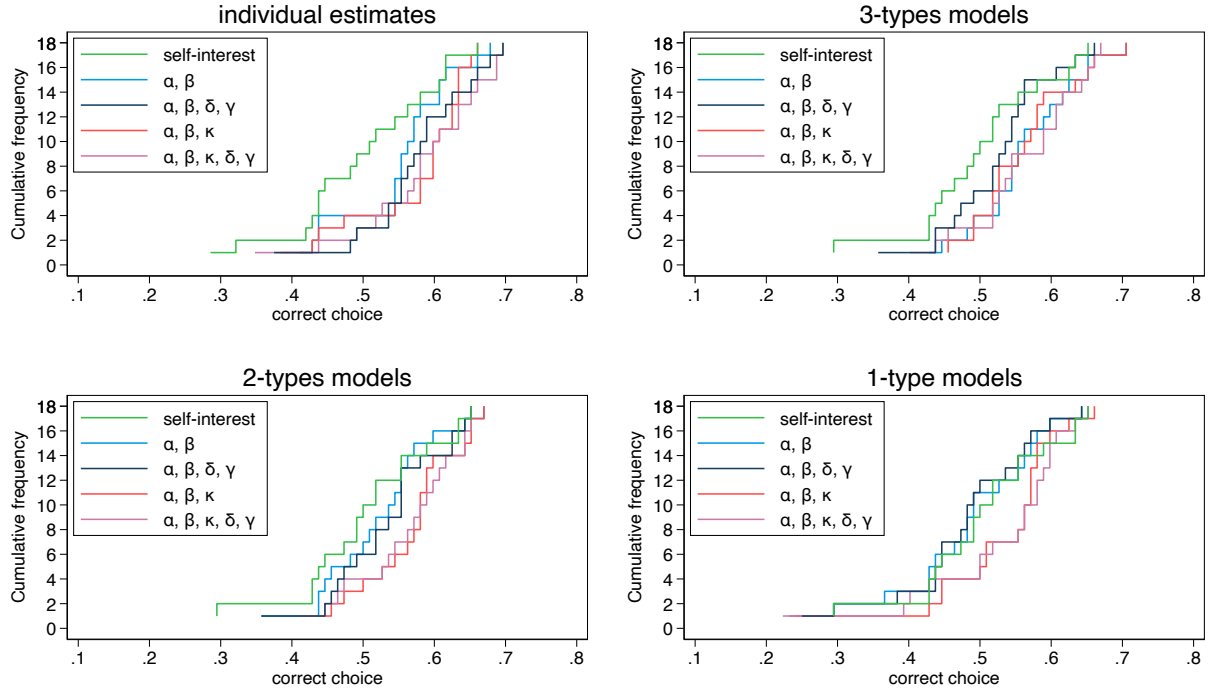 individual estimates
18
16
14
12
10
8
6
4
2
0
Cumulative frequency
self-interest
α, β
α, β, δ, γ
α, β, κ
α, β, κ, δ, γ
.1 .2 .3 .4 .5 .6 .7 .8
correct choice
3-types models
18
16
14
12
10
8
6
4
2
0
Cumulative frequency
self-interest
α, β
α, β, δ, γ
α, β, κ
α, β, κ, δ, γ
.1 .2 .3 .4 .5 .6 .7 .8
correct choice
2-types models
18
16
14
12
10
8
6
4
2
0
Cumulative frequency
self-interest
α, β
α, β, δ, γ
α, β, κ
α, β, κ, δ, γ
.1 .2 .3 .4 .5 .6 .7 .8
correct choice
1-type models
18
16
14
12
10
8
6
4
2
0
Cumulative frequency
self-interest
α, β
α, β, δ, γ
α, β, κ
α, β, κ, δ, γ
.1 .2 .3 .4 .5 .6 .7 .8
correct choice